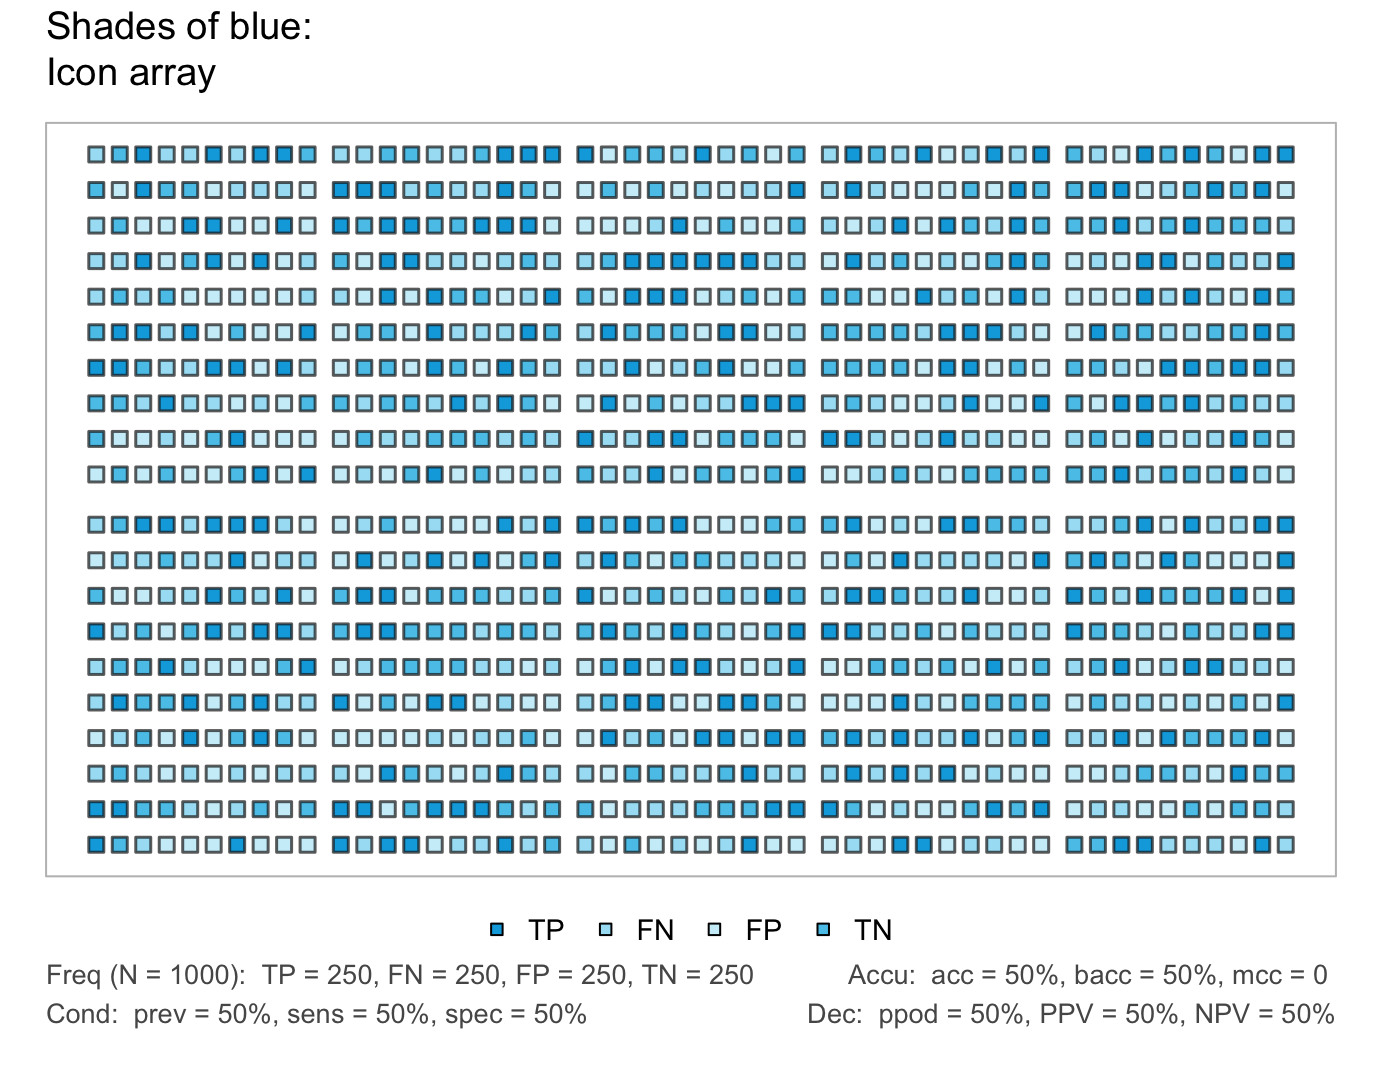 Shades of blue:
Icon array
TP FN FP TN
Freq (N = 1000):  TP = 250, FN = 250, FP = 250, TN = 250
Accu:  acc = 50%, bacc = 50%, mcc = 0
Cond:  prev = 50%, sens = 50%, spec = 50%
Dec:  ppod = 50%, PPV = 50%, NPV = 50%